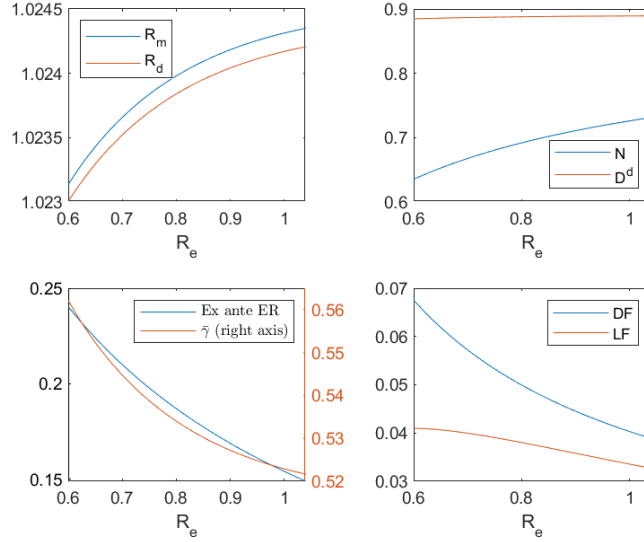 1.0245
1.024
1.0235
1.023
0.6 0.7 0.8 0.9 1
R_e
R_m
R_d
0.9
0.8
0.7
0.6
0.6 0.8 1
R_e
N
D^d
0.25
0.2
0.15
0.6 0.7 0.8 0.9 1
R_e
Ex ante ER
γ̄ (right axis)
0.56
0.55
0.54
0.53
0.52
0.07
0.06
0.05
0.04
0.03
0.6 0.8 1
R_e
DF
LF